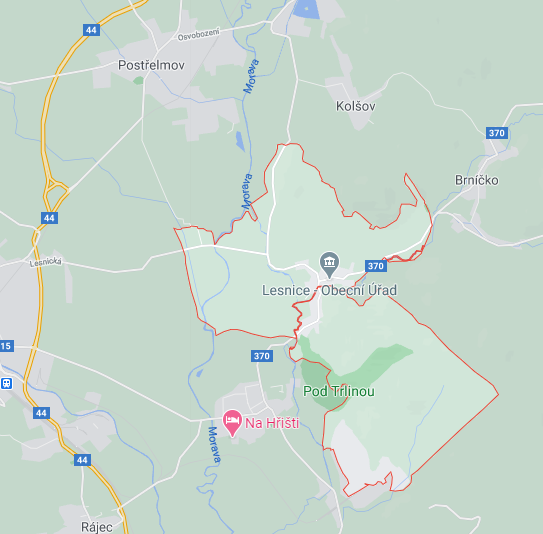 44
Osvobození
Postřelmov
Morava
Kolšov
370
Brníčko
Morava
44
Lesnická
370
Lesnice - Obecní Úřad
15
370
Pod Trlinou
44
Na Hřišti
Morava
44
Rájec